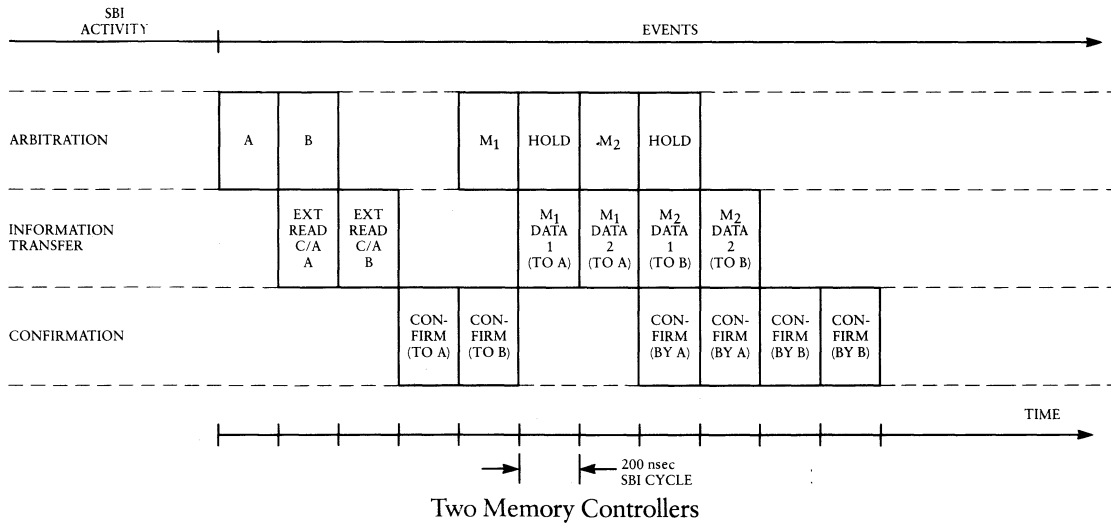 SBI
ACTIVITY
EVENTS
ARBITRATION
A
B
M1
HOLD
M2
HOLD
INFORMATION
TRANSFER
EXT
READ
C/A
A
EXT
READ
C/A
B
M1
DATA
1
(TO A)
M1
DATA
2
(TO A)
M2
DATA
1
(TO B)
M2
DATA
2
(TO B)
CONFIRMATION
CON-
FIRM
(TO A)
CON-
FIRM
(TO B)
CON-
FIRM
(BY A)
CON-
FIRM
(BY A)
CON-
FIRM
(BY B)
CON-
FIRM
(BY B)
TIME
200 nsec
SBI CYCLE
Two Memory Controllers